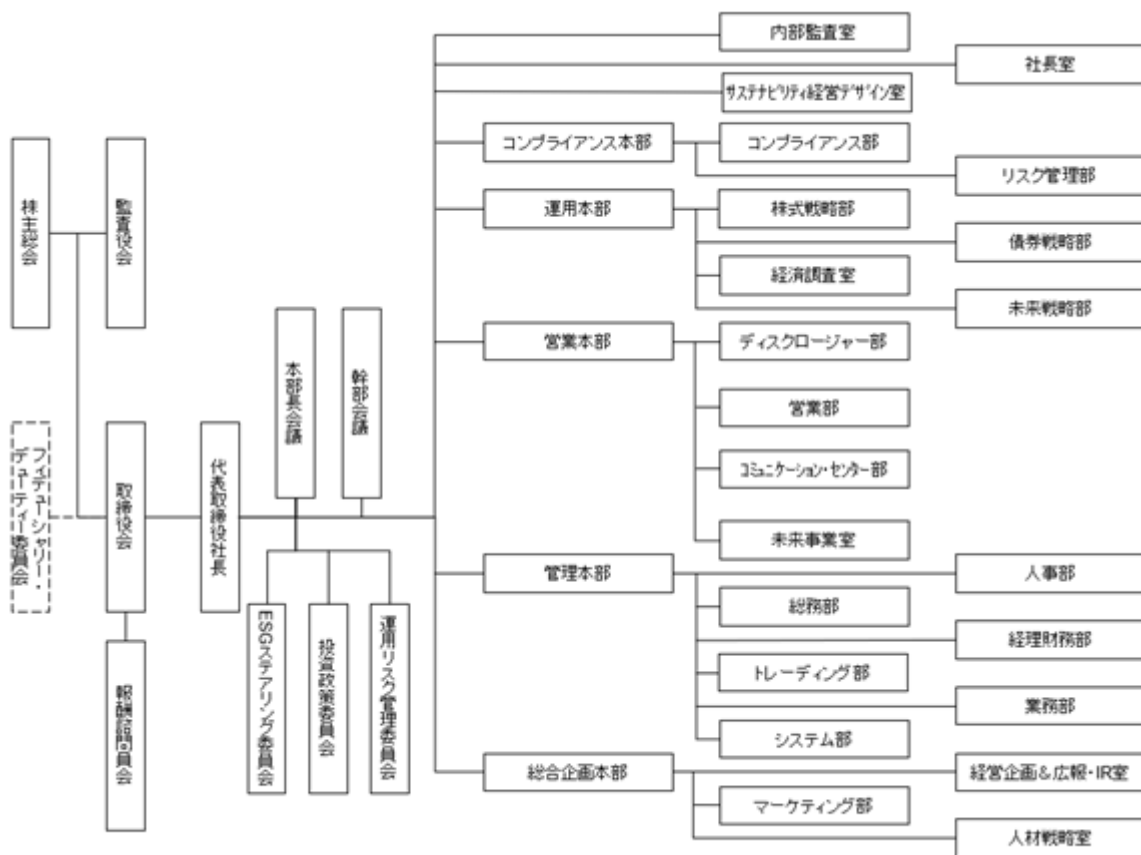 株主総会
監査役会
フィデューシャリー・
デューティー委員会
取締役会
報酬諮問員会
代表取締役社長
本部長会議
幹部会議
ESGステアリング委員会
投資政策委員会
運用リスク管理委員会
内部監査室
社長室
サステナビリティ経営デザイン室
コンプライアンス本部
コンプライアンス部
リスク管理部
運用本部
株式戦略部
債券戦略部
経済調査室
未来戦略部
営業本部
ディスクロージャー部
営業部
コミュニケーション・センター部
未来事業室
管理本部
人事部
総務部
経理財務部
トレーディング部
業務部
システム部
総合企画本部
経営企画&広報・IR室
マーケティング部
人材戦略室